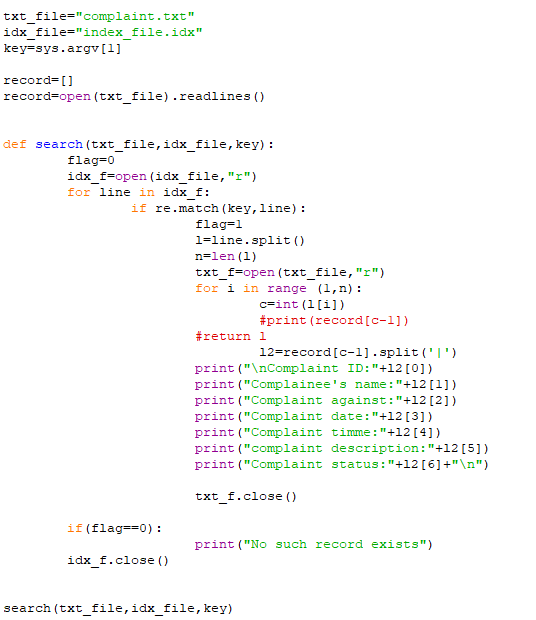 txt_file="complaint.txt"
idx_file="index_file.idx"
key=sys.argv[1]
record=[]
record=open(txt_file).readlines()
def search(txt_file,idx_file,key):
flag=0
idx_f=open(idx_file,"r")
for line in idx_f:
if re.match(key,line):
flag=1
l=line.split()
n=len(l)
txt_f=open(txt_file,"r")
for i in range (1,n):
c=int(l[i])
#print(record[c-1])
#return l
l2=record[c-1].split('|')
print("\nComplaint ID:"+l2[0])
print("Complainee's name:"+l2[1])
print("Complaint against:"+l2[2])
print("Complaint date:"+l2[3])
print("Complaint timme:"+l2[4])
print("complaint description:"+l2[5])
print("Complaint status:"+l2[6]+"\n")
txt_f.close()
if(flag==0):
print("No such record exists")
idx_f.close()
search(txt_file,idx_file,key)